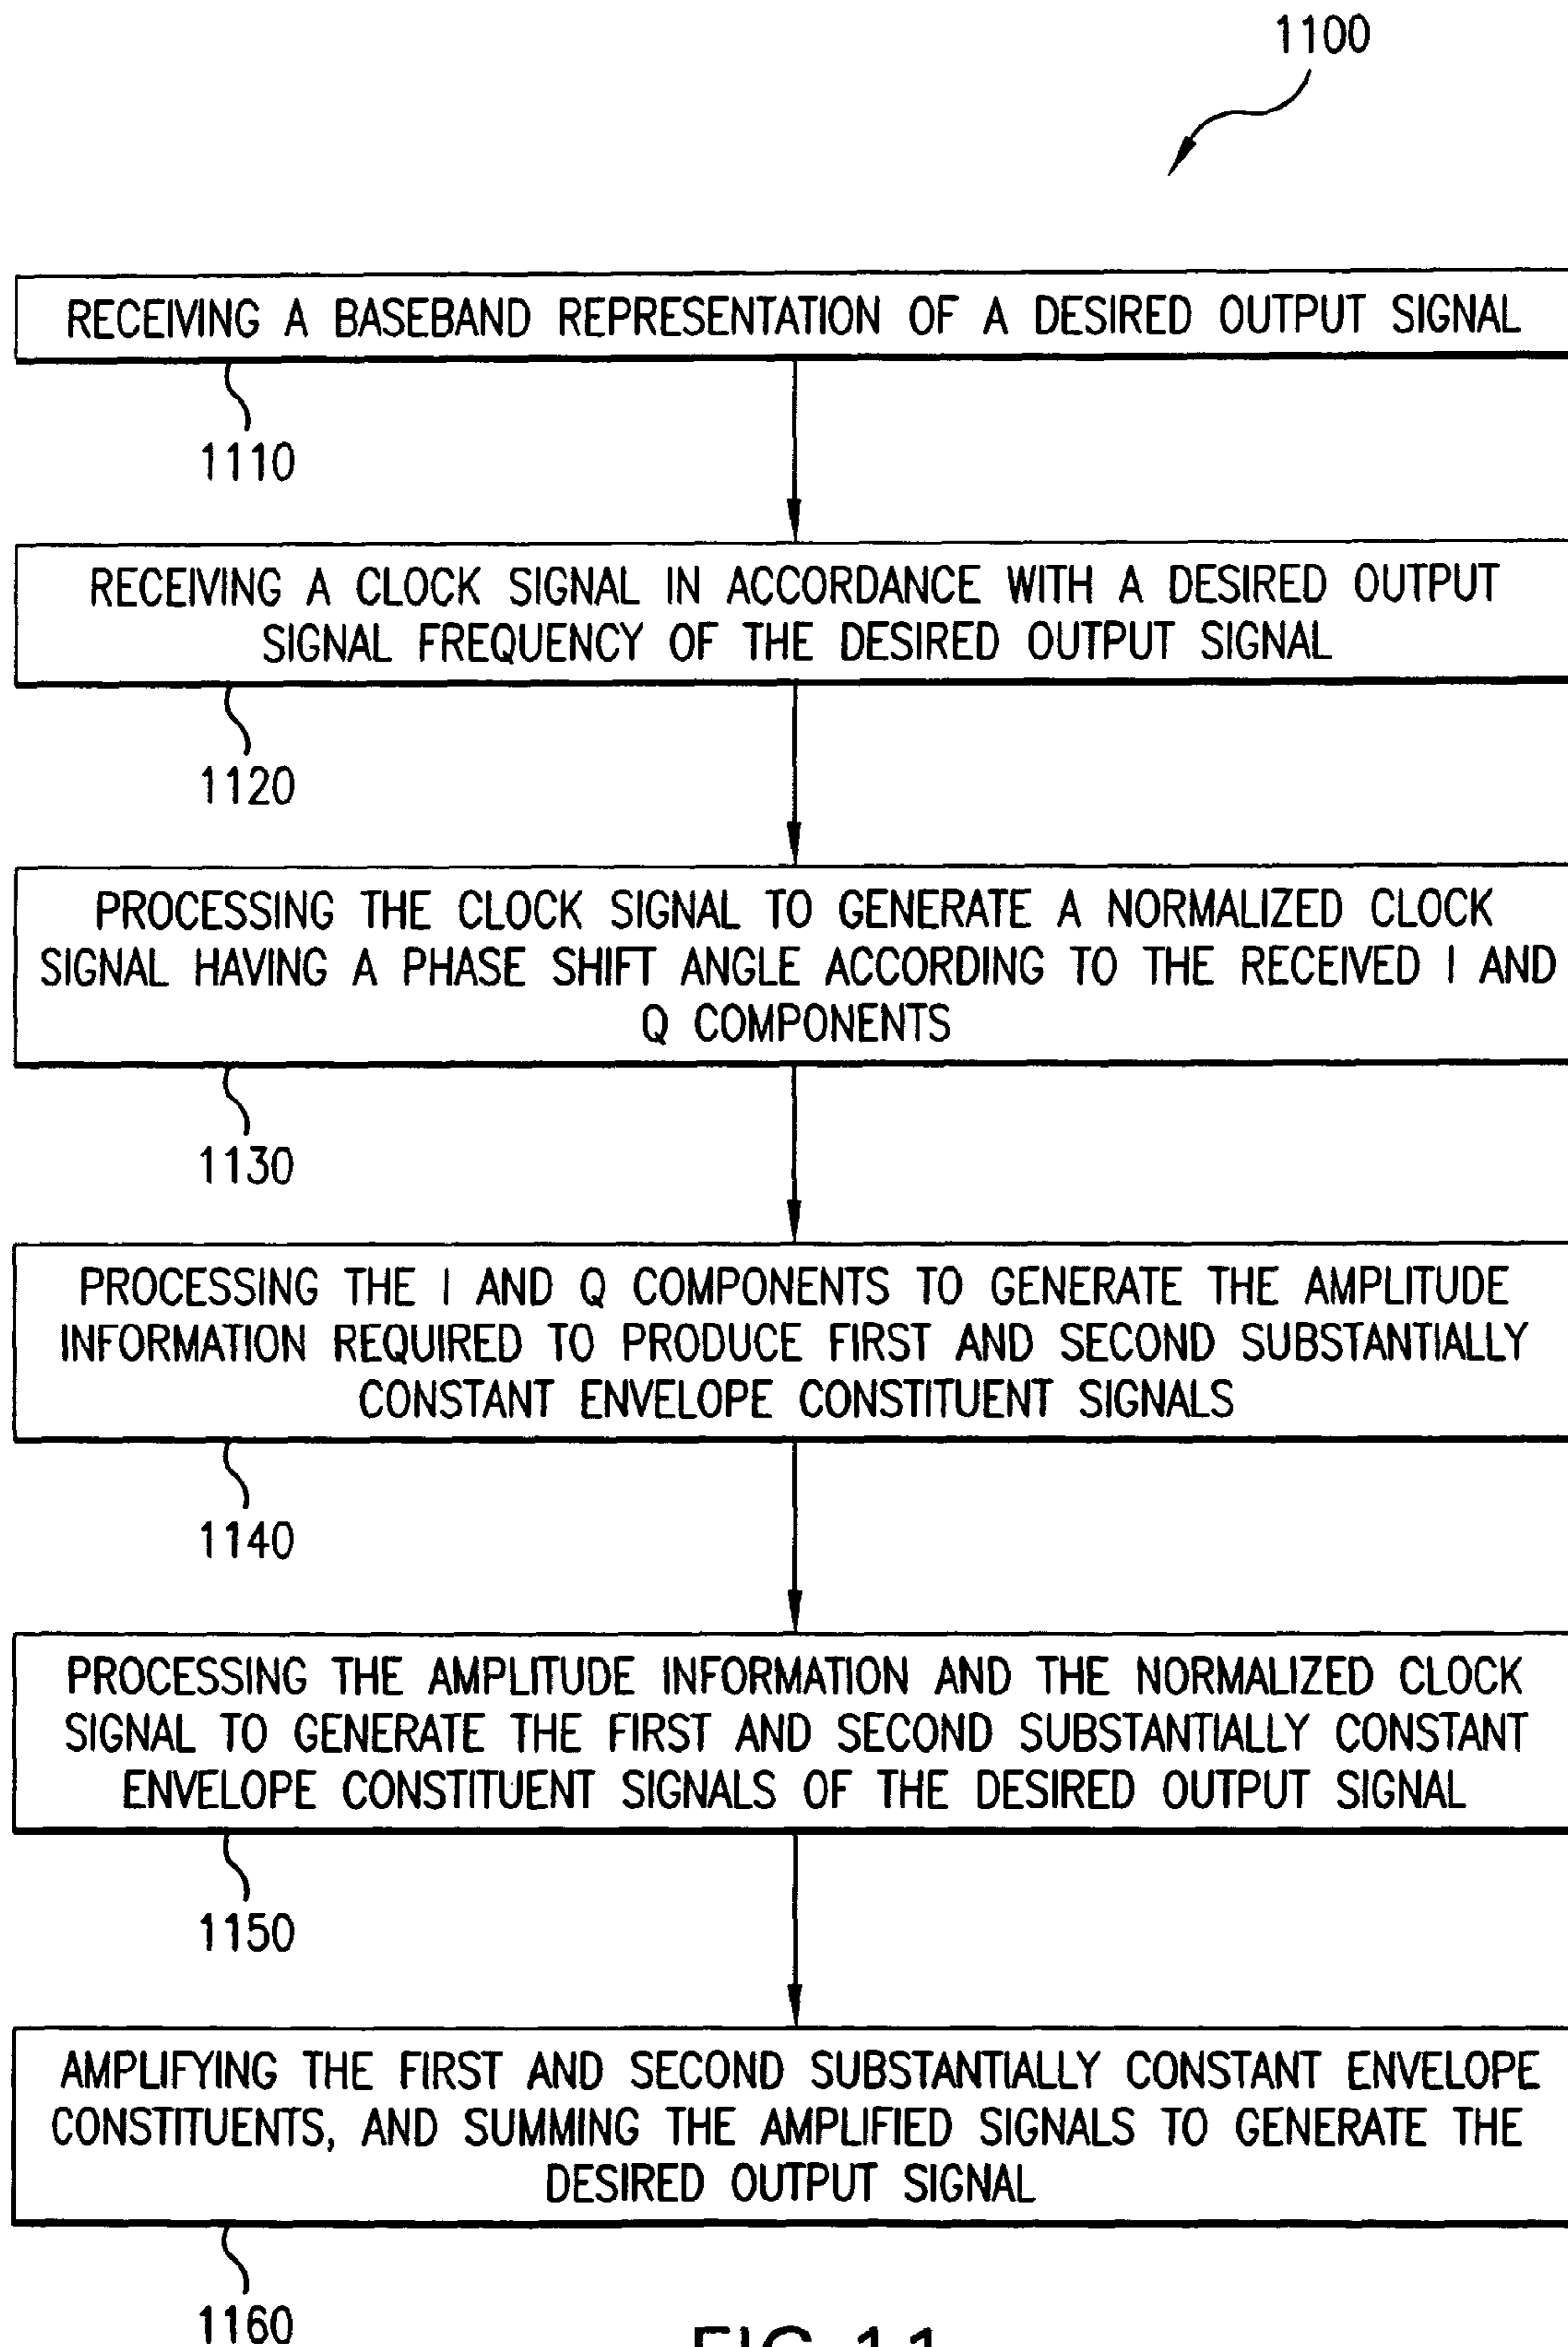 1100
RECEIVING A BASEBAND REPRESENTATION OF A DESIRED OUTPUT SIGNAL
1110
RECEIVING A CLOCK SIGNAL IN ACCORDANCE WITH A DESIRED OUTPUT
SIGNAL FREQUENCY OF THE DESIRED OUTPUT SIGNAL
1120
PROCESSING THE CLOCK SIGNAL TO GENERATE A NORMALIZED CLOCK
SIGNAL HAVING A PHASE SHIFT ANGLE ACCORDING TO THE RECEIVED I AND
Q COMPONENTS
1130
PROCESSING THE I AND Q COMPONENTS TO GENERATE THE AMPLITUDE
INFORMATION REQUIRED TO PRODUCE FIRST AND SECOND SUBSTANTIALLY
CONSTANT ENVELOPE CONSTITUENT SIGNALS
1140
PROCESSING THE AMPLITUDE INFORMATION AND THE NORMALIZED CLOCK
SIGNAL TO GENERATE THE FIRST AND SECOND SUBSTANTIALLY CONSTANT
ENVELOPE CONSTITUENT SIGNALS OF THE DESIRED OUTPUT SIGNAL
1150
AMPLIFYING THE FIRST AND SECOND SUBSTANTIALLY CONSTANT ENVELOPE
CONSTITUENTS, AND SUMMING THE AMPLIFIED SIGNALS TO GENERATE THE
DESIRED OUTPUT SIGNAL
1160
FIG. 11